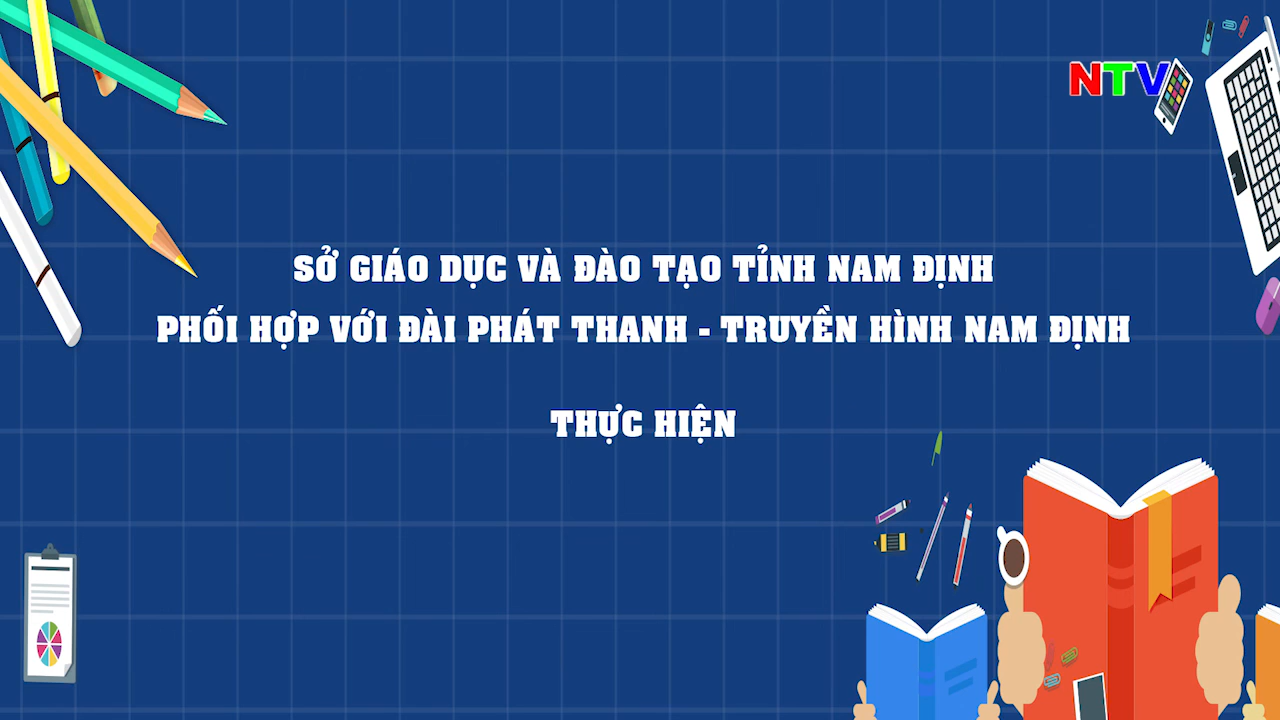 NTV
SỞ GIÁO DỤC VÀ ĐÀO TẠO TỈNH NAM ĐỊNH
PHỐI HỢP VỚI ĐÀI PHÁT THANH - TRUYỀN HÌNH NAM ĐỊNH
THỰC HIỆN